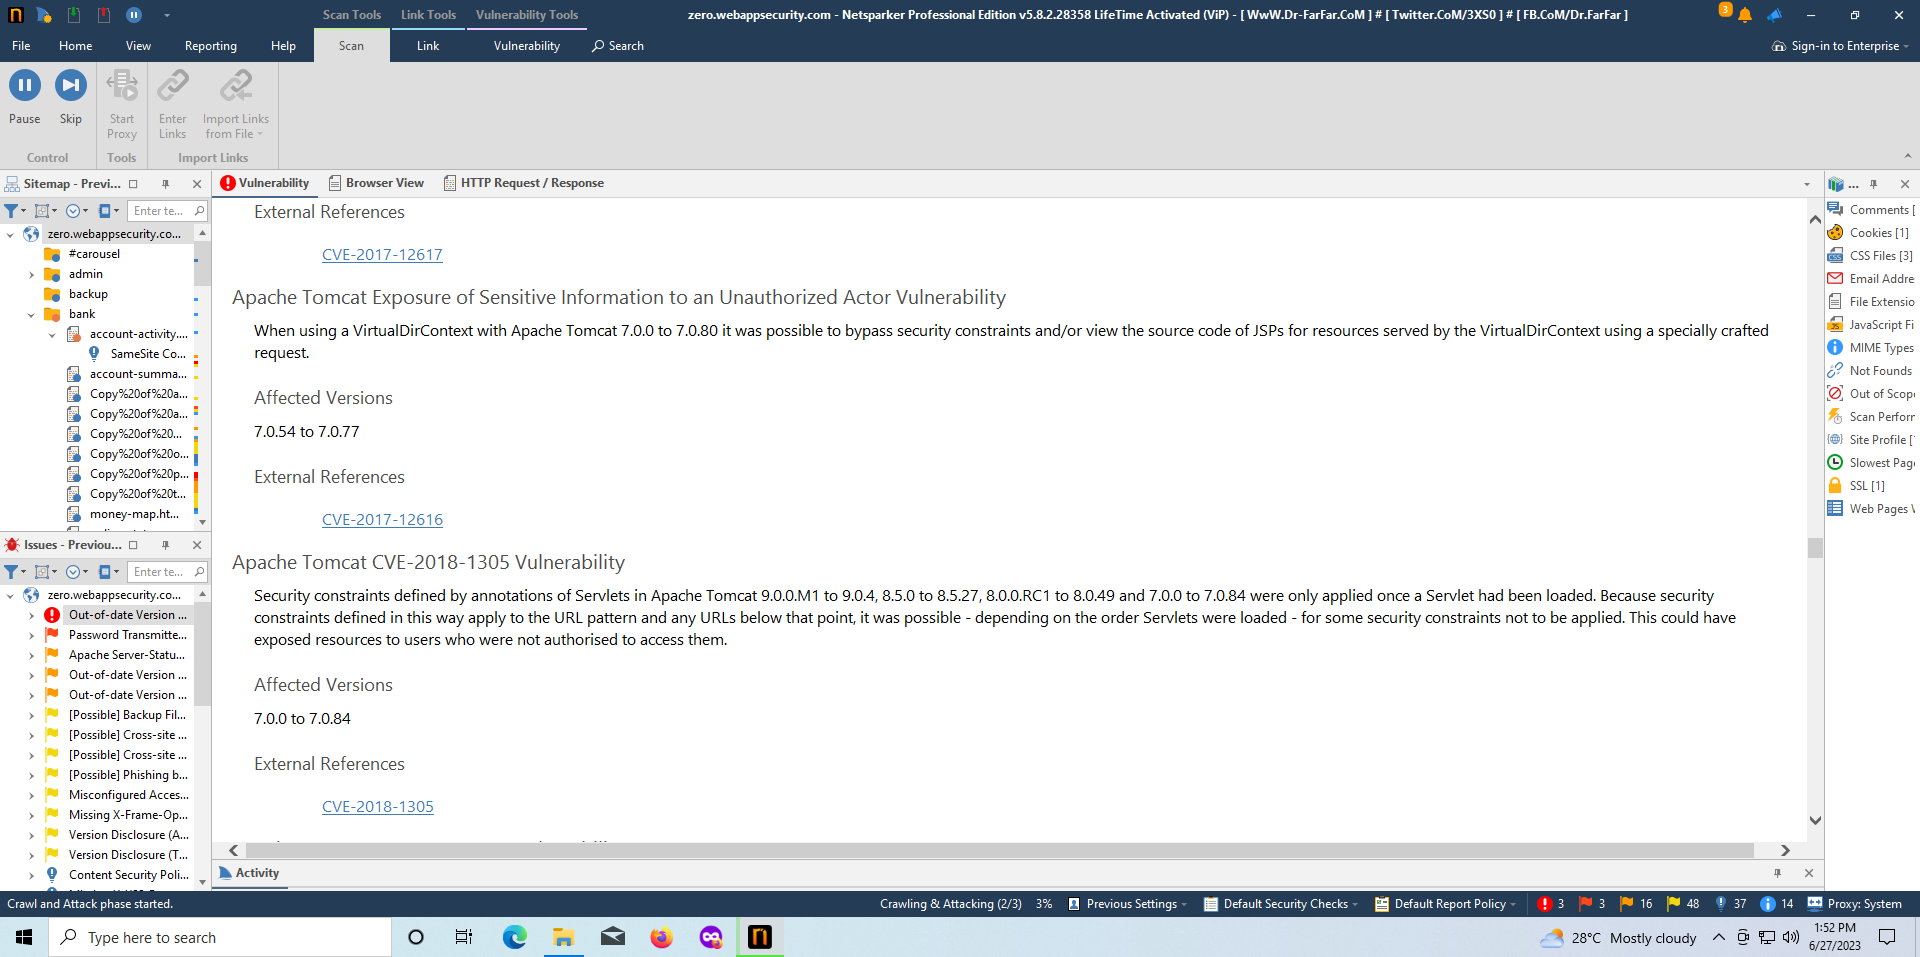 Scan Tools Link Tools Vulnerability Tools
zero.webappsecurity.com - Netsparker Professional Edition v5.8.2.28358 LifeTime Activated (ViP) - [ WwW.Dr-FarFar.CoM ] # [ Twitter.CoM/3XS0 ] # [ FB.CoM/Dr.FarFar ]
3
File Home View Reporting Help Scan Link Vulnerability Search
Sign-in to Enterprise
Pause
Skip
Start
Proxy
Enter
Links
Import Links
from File
Control
Tools
Import Links
Sitemap - Previ...
Enter te...
zero.webappsecurity.co...
#carousel
admin
backup
bank
account-activity....
SameSite Co...
account-summa...
Copy%20of%20a...
Copy%20of%20a...
Copy%20of%20...
Copy%20of%20o...
Copy%20of%20p...
Copy%20of%20t...
money-map.ht...
Issues - Previou...
Enter te...
zero.webappsecurity.co...
Out-of-date Version ...
Password Transmitte...
Apache Server-Statu...
Out-of-date Version ...
Out-of-date Version ...
[Possible] Backup Fil...
[Possible] Cross-site ...
[Possible] Cross-site ...
[Possible] Phishing b...
Misconfigured Acces...
Missing X-Frame-Op...
Version Disclosure (A...
Version Disclosure (T...
Content Security Poli...
Vulnerability Browser View HTTP Request / Response
External References
CVE-2017-12617
Apache Tomcat Exposure of Sensitive Information to an Unauthorized Actor Vulnerability
When using a VirtualDirContext with Apache Tomcat 7.0.0 to 7.0.80 it was possible to bypass security constraints and/or view the source code of JSPs for resources served by the VirtualDirContext using a specially crafted
request.
Affected Versions
7.0.54 to 7.0.77
External References
CVE-2017-12616
Apache Tomcat CVE-2018-1305 Vulnerability
Security constraints defined by annotations of Servlets in Apache Tomcat 9.0.0.M1 to 9.0.4, 8.5.0 to 8.5.27, 8.0.0.RC1 to 8.0.49 and 7.0.0 to 7.0.84 were only applied once a Servlet had been loaded. Because security
constraints defined in this way apply to the URL pattern and any URLs below that point, it was possible - depending on the order Servlets were loaded - for some security constraints not to be applied. This could have
exposed resources to users who were not authorised to access them.
Affected Versions
7.0.0 to 7.0.84
External References
CVE-2018-1305
Activity
...
Comments [
Cookies [1]
CSS Files [3]
Email Addre
File Extensio
JavaScript Fi
MIME Types
Not Founds
Out of Scope
Scan Perforn
Site Profile [
Slowest Page
SSL [1]
Web Pages
Crawl and Attack phase started.
Crawling & Attacking (2/3) 3% Previous Settings Default Security Checks Default Report Policy 3 3 16 48 37 14 Proxy: System
Type here to search
28°C Mostly cloudy
1:52 PM
6/27/2023